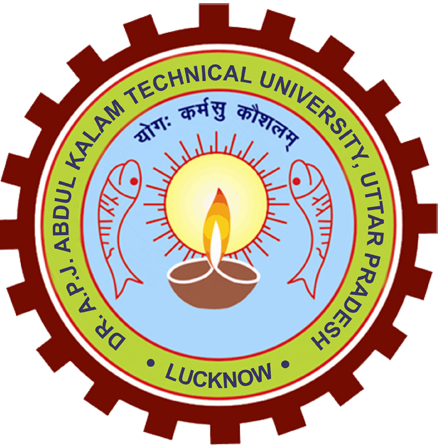 DR. A.P.J. ABDUL KALAM TECHNICAL UNIVERSITY, UTTAR PRADESH
योगः कर्मसु कौशलम्
• LUCKNOW •